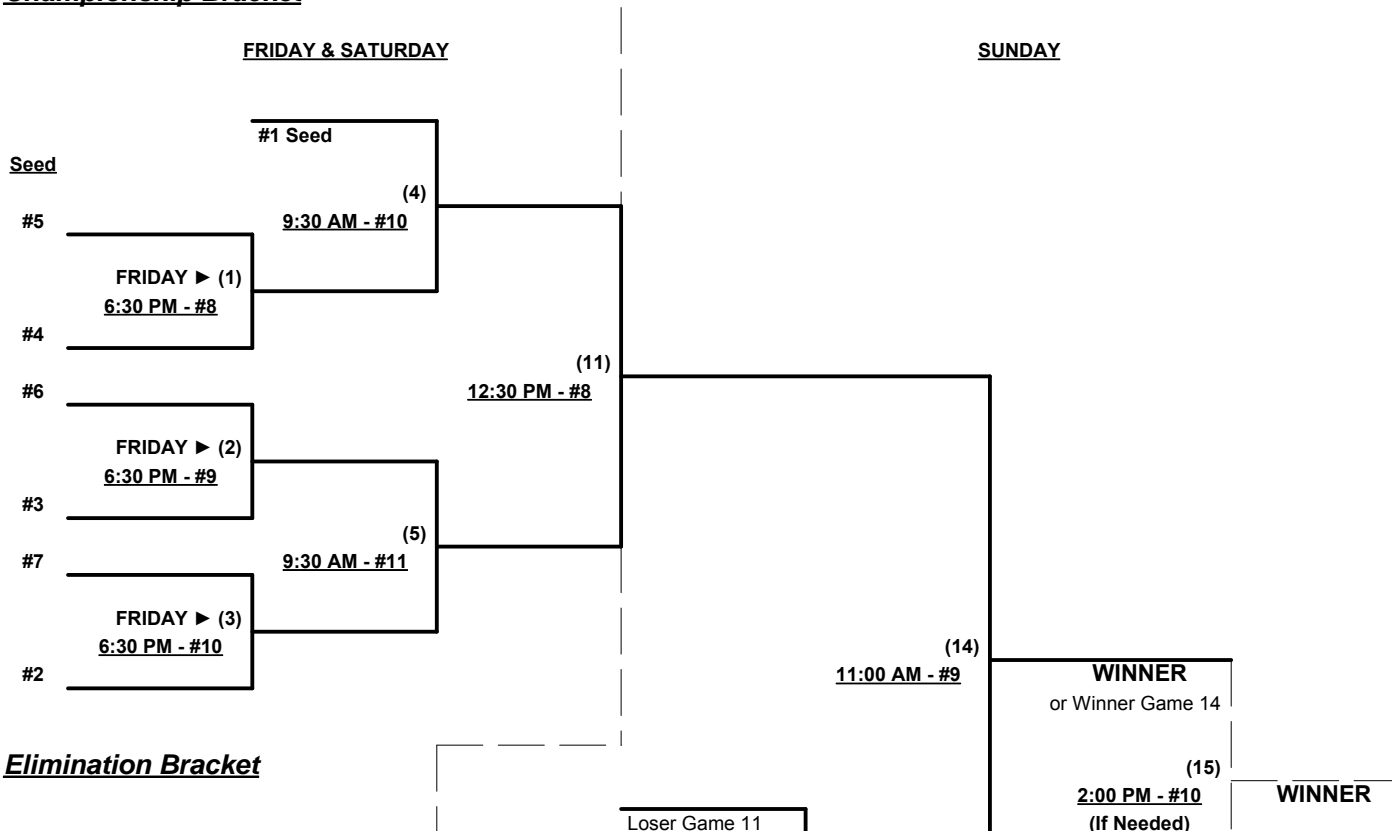 Championship Bracket
FRIDAY & SATURDAY
SUNDAY
#1 Seed
Seed
(4)
9:30 AM - #10
#5
FRIDAY ► (1)
6:30 PM - #8
#4
(11)
12:30 PM - #8
#6
FRIDAY ► (2)
6:30 PM - #9
#3
(5)
9:30 AM - #11
#7
FRIDAY ► (3)
6:30 PM - #10
#2
(14)
11:00 AM - #9
WINNER
or Winner Game 14
Elimination Bracket
(15)
2:00 PM - #10
(If Needed)
WINNER
Loser Game 11